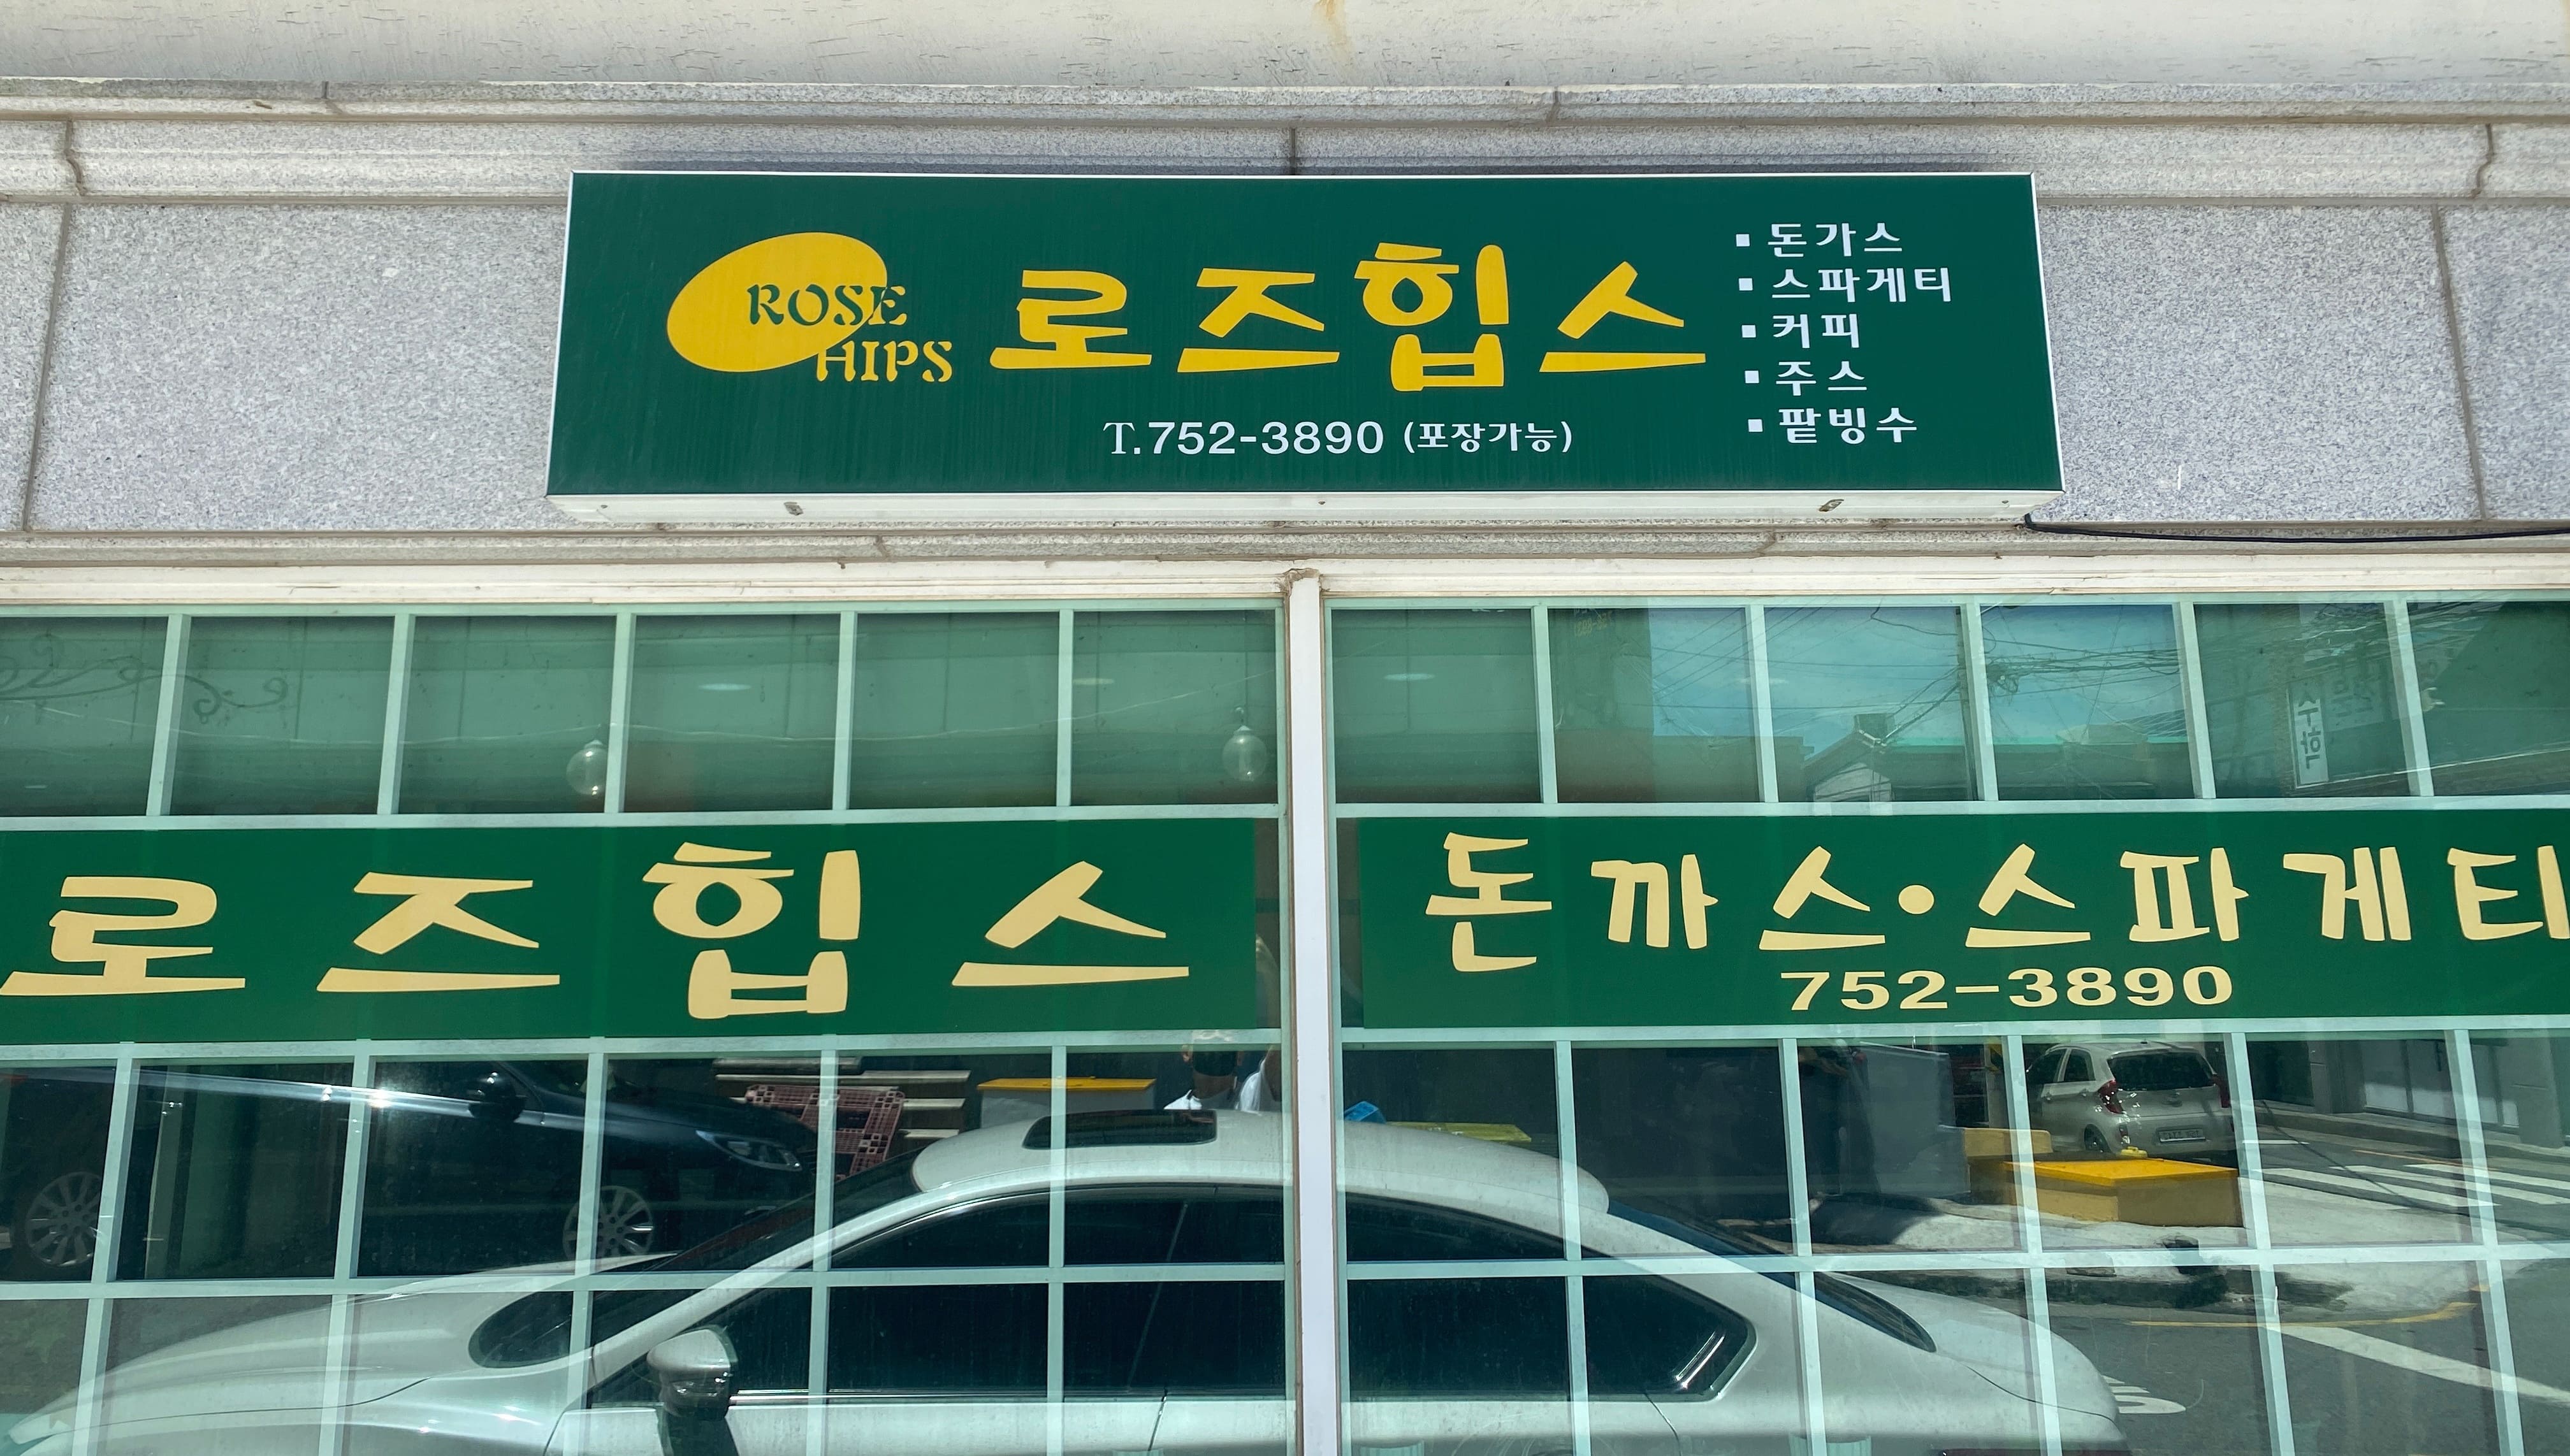 ROSE
HIPS
로즈힙스
T.752-3890 (포장가능)
▪ 돈가스
▪ 스파게티
▪ 커피
▪ 주스
▪ 팥빙수
로즈힙스
돈까스•스파게티
752-3890
수학